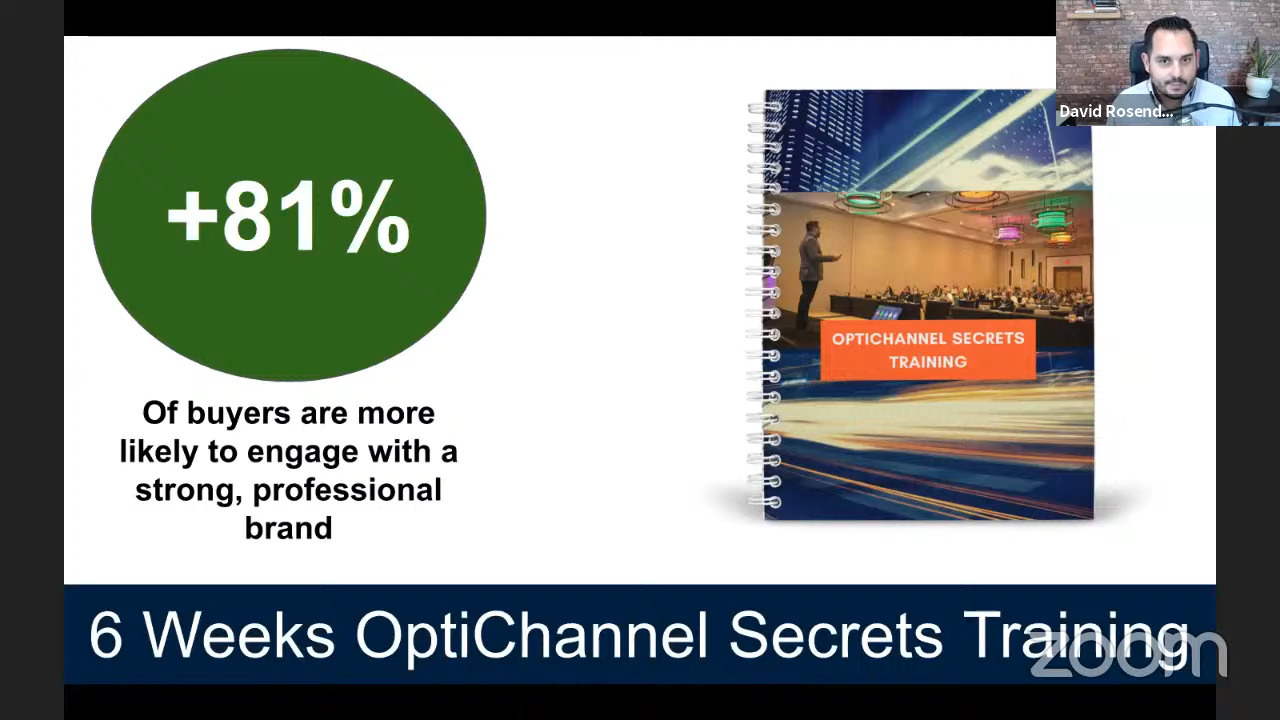 David Rosend...
+81%
OPTICHANNEL SECRETS
TRAINING
Of buyers are more
likely to engage with a
strong, professional
brand
6 Weeks OptiChannel Secrets Training
zoom